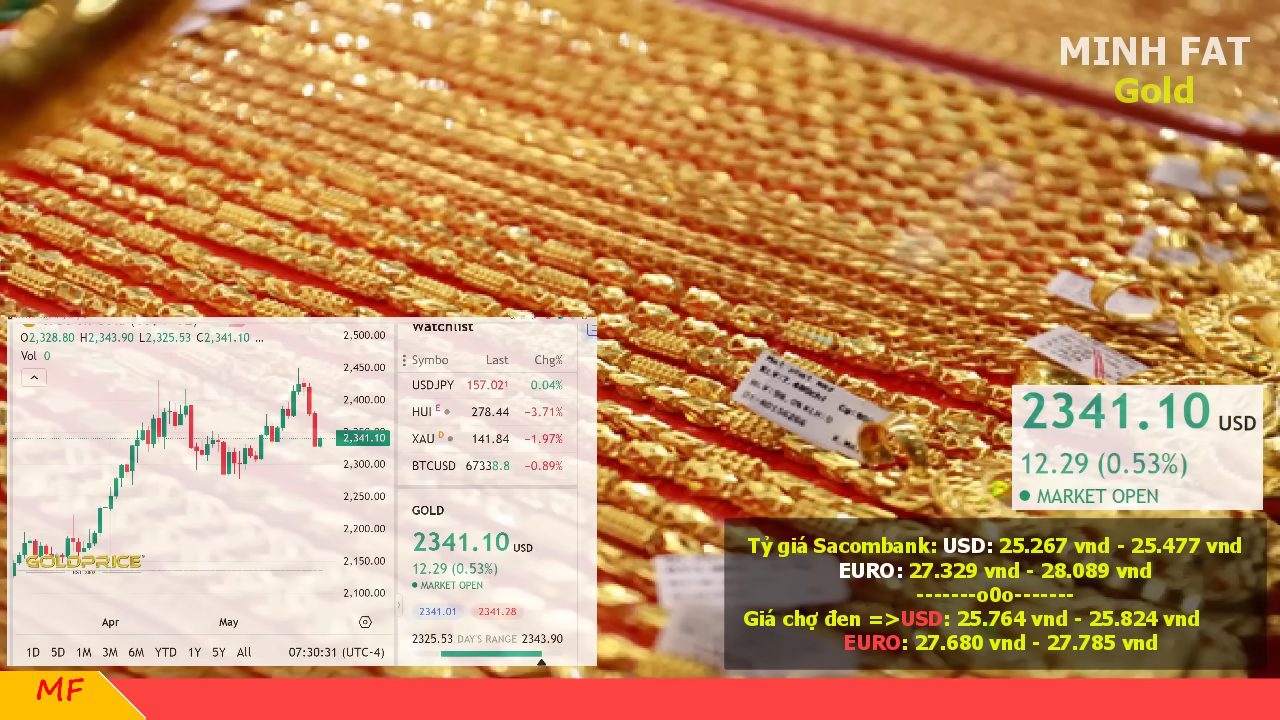 MINH FAT
Gold
O2,328.80 H2,343.90 L2,325.53 C2,341.10 ...
Vol 0
2,500.00
2,450.00
2,400.00
2,341.10
2,300.00
2,250.00
2,200.00
2,150.00
2,100.00
GOLDPRICE
Apr May
1D 5D 1M 3M 6M YTD 1Y 5Y All 07:30:31 (UTC-4)
Watchlist
Symbo Last Chg%
USDJPY 157.021 0.04%
HUI E 278.44 −3.71%
XAU D 141.84 −1.97%
BTCUSD 67338.8 −0.89%
GOLD
2341.10 USD
12.29 (0.53%)
MARKET OPEN
2341.01 2341.28
2325.53 DAY'S RANGE 2343.90
2341.10 USD
12.29 (0.53%)
MARKET OPEN
Tỷ giá Sacombank: USD: 25.267 vnd - 25.477 vnd
EURO: 27.329 vnd - 28.089 vnd
-------o0o-------
Giá chợ đen =>USD: 25.764 vnd - 25.824 vnd
EURO: 27.680 vnd - 27.785 vnd
MF